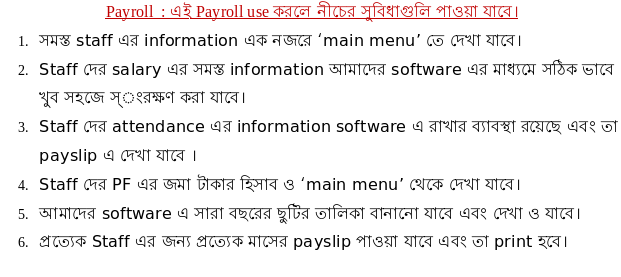 Payroll : এই Payroll use করলে নীচের সুবিধাগুলি পাওয়া যাবে।
1. সমস্ত staff এর information এক নজরে ‘main menu’ তে দেখা যাবে।
2. Staff দের salary এর সমস্ত information আমাদের software এর মাধ্যমে সঠিক ভাবে
খুব সহজে স্ংরক্ষণ করা যাবে।
3. Staff দের attendance এর information software এ রাখার ব্যাবস্থা রয়েছে এবং তা
payslip এ দেখা যাবে ।
4. Staff দের PF এর জমা টাকার হিসাব ও ‘main menu’ থেকে দেখা যাবে।
5. আমাদের software এ সারা বছরের ছুটির তালিকা বানানো যাবে এবং দেখা ও যাবে।
6. প্রত্যেক Staff এর জন্য প্রত্যেক মাসের payslip পাওয়া যাবে এবং তা print হবে।